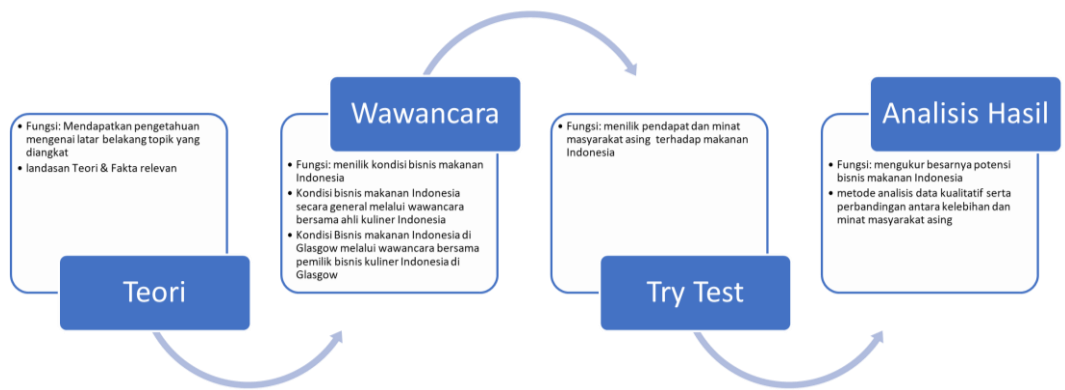 • Fungsi: Mendapatkan pengetahuan
mengenai latar belakang topik yang
diangkat
• landasan Teori & Fakta relevan
Teori
Wawancara
• Fungsi: menilik kondisi bisnis makanan
Indonesia
• Kondisi bisnis makanan Indonesia
secara general melalui wawancara
bersama ahli kuliner Indonesia
• Kondisi Bisnis makanan Indonesia di
Glasgow melalui wawancara bersama
pemilik bisnis kuliner Indonesia di
Glasgow
• Fungsi: menilik pendapat dan minat
masyarakat asing terhadap makanan
Indonesia
Try Test
Analisis Hasil
• Fungsi: mengukur besarnya potensi
bisnis makanan Indonesia
• metode analisis data kualitatif serta
perbandingan antara kelebihan dan
minat masyarakat asing